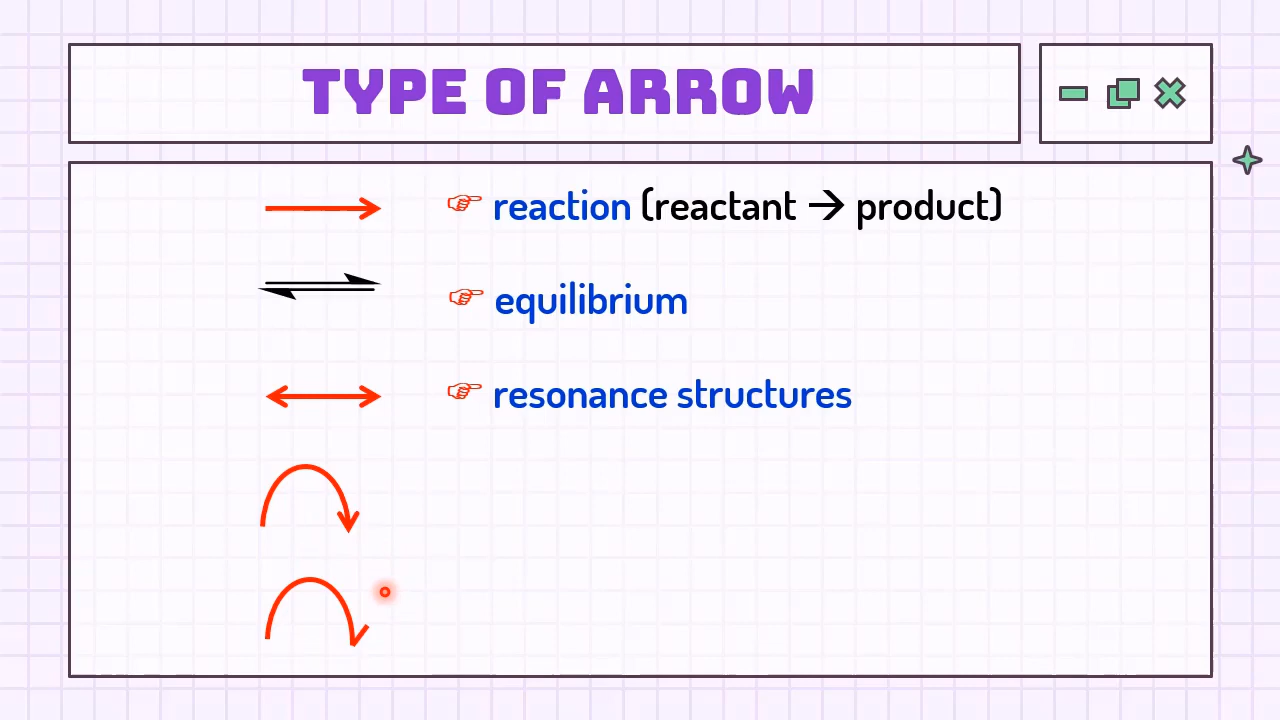 TYPE OF ARROW
☞ reaction (reactant → product)
☞ equilibrium
☞ resonance structures